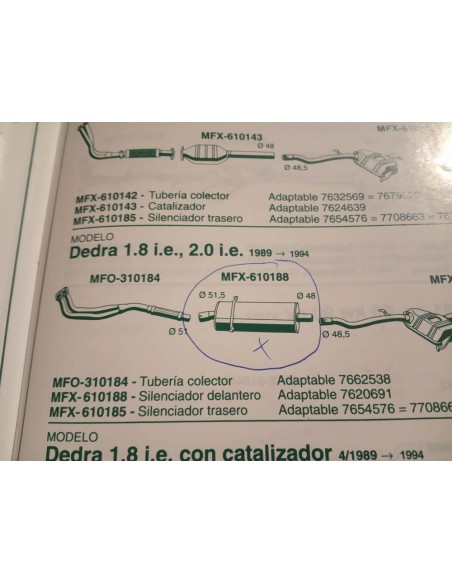 MFX-610143
Ø 48
Ø 48,5
MFX-610142 - Tubería colector Adaptable 7632569 =
MFX-610143 - Catalizador Adaptable 7624639
MFX-610185 - Silenciador trasero Adaptable 7654576 = 7708663 =
MODELO
Dedra 1.8 i.e., 2.0 i.e. 1989 → 1994
MFO-310184 MFX-610188 MFX
Ø 51,5 Ø 48
Ø 51 Ø 48,5
X
MFO-310184 - Tubería colector Adaptable 7662538
MFX-610188 - Silenciador delantero Adaptable 7620691
MFX-610185 - Silenciador trasero Adaptable 7654576 = 770866
MODELO
Dedra 1.8 i.e. con catalizador 4/1989 → 1994